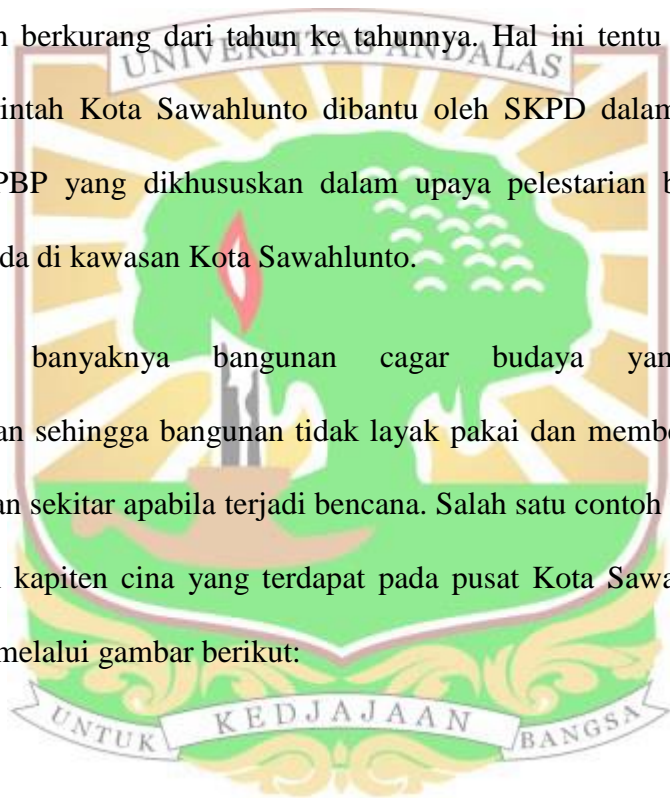 n berkurang dari tahun ke tahunnya. Hal ini tentu
UNIVERSITAS ANDALAS
rintah Kota Sawahlunto dibantu oleh SKPD dalam
PBP yang dikhususkan dalam upaya pelestarian b
da di kawasan Kota Sawahlunto.
banyaknya bangunan cagar budaya yan
an sehingga bangunan tidak layak pakai dan membe
an sekitar apabila terjadi bencana. Salah satu contoh
kapiten cina yang terdapat pada pusat Kota Sawa
melalui gambar berikut:
UNTUK KEDJAJAAN BANGSA